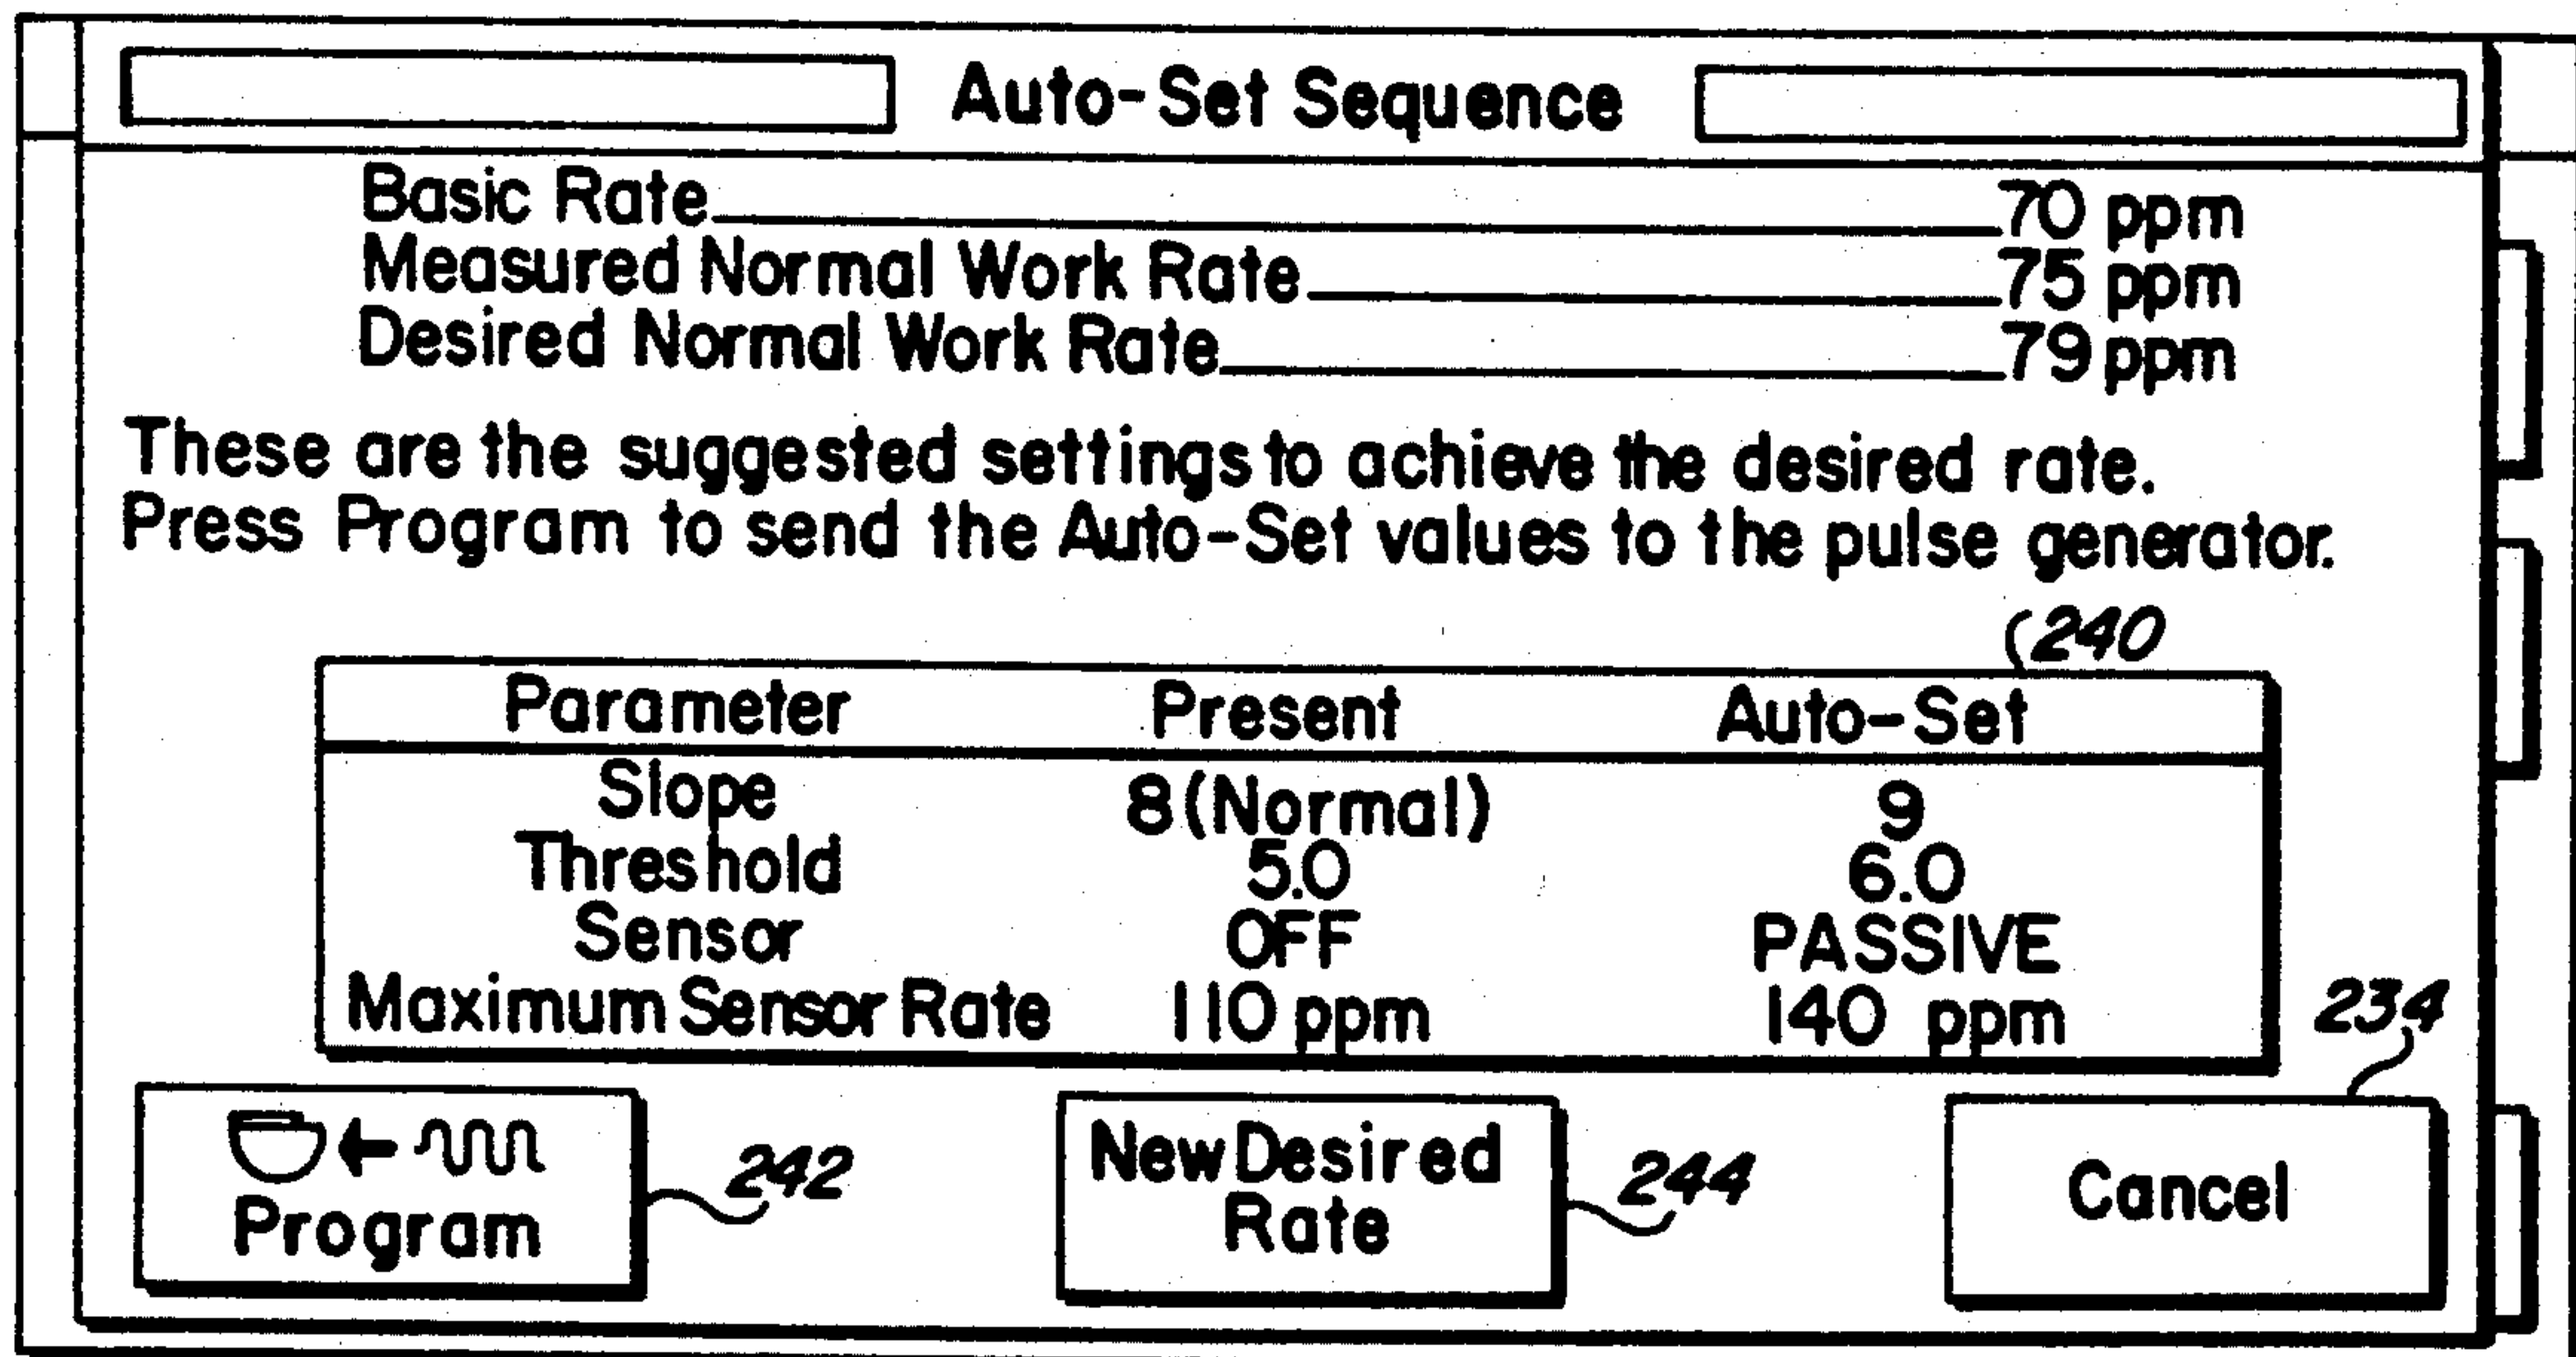 Auto-Set Sequence
Basic Rate 70 ppm
Measured Normal Work Rate 75 ppm
Desired Normal Work Rate 79 ppm
These are the suggested settings to achieve the desired rate.
Press Program to send the Auto-Set values to the pulse generator.
240
Parameter Present Auto-Set
Slope 8 (Normal) 9
Threshold 5.0 6.0
Sensor OFF PASSIVE
Maximum Sensor Rate 110 ppm 140 ppm
234
Program
242
New Desired
Rate
244
Cancel